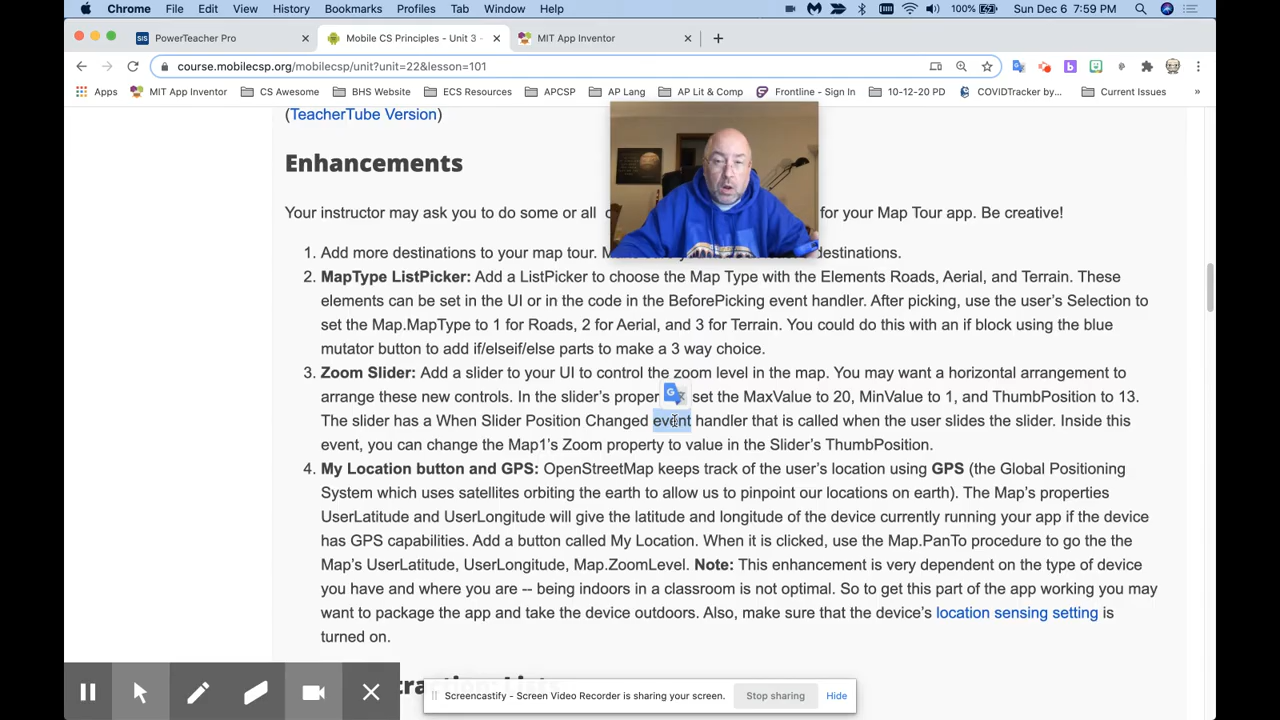 Chrome File Edit View History Bookmarks Profiles Tab Window Help 100% Sun Dec 6 7:59 PM
SIS PowerTeacher Pro × Mobile CS Principles - Unit 3 - × MIT App Inventor × +
course.mobilecsp.org/mobilecsp/unit?unit=22&lesson=101
Apps MIT App Inventor CS Awesome BHS Website ECS Resources APCSP AP Lang AP Lit & Comp Frontline - Sign In 10-12-20 PD COVIDTracker by... Current Issues »
(TeacherTube Version)
Enhancements
Your instructor may ask you to do some or all for your Map Tour app. Be creative!
1. Add more destinations to your map tour. destinations.
2. MapType ListPicker: Add a ListPicker to choose the Map Type with the Elements Roads, Aerial, and Terrain. These
elements can be set in the UI or in the code in the BeforePicking event handler. After picking, use the user's Selection to
set the Map.MapType to 1 for Roads, 2 for Aerial, and 3 for Terrain. You could do this with an if block using the blue
mutator button to add if/elseif/else parts to make a 3 way choice.
3. Zoom Slider: Add a slider to your UI to control the zoom level in the map. You may want a horizontal arrangement to
arrange these new controls. In the slider's proper set the MaxValue to 20, MinValue to 1, and ThumbPosition to 13.
The slider has a When Slider Position Changed event handler that is called when the user slides the slider. Inside this
event, you can change the Map1's Zoom property to value in the Slider's ThumbPosition.
4. My Location button and GPS: OpenStreetMap keeps track of the user's location using GPS (the Global Positioning
System which uses satellites orbiting the earth to allow us to pinpoint our locations on earth). The Map's properties
UserLatitude and UserLongitude will give the latitude and longitude of the device currently running your app if the device
has GPS capabilities. Add a button called My Location. When it is clicked, use the Map.PanTo procedure to go the the
Map's UserLatitude, UserLongitude, Map.ZoomLevel. Note: This enhancement is very dependent on the type of device
you have and where you are -- being indoors in a classroom is not optimal. So to get this part of the app working you may
want to package the app and take the device outdoors. Also, make sure that the device's location sensing setting is
turned on.
Screencastify - Screen Video Recorder is sharing your screen. Stop sharing Hide